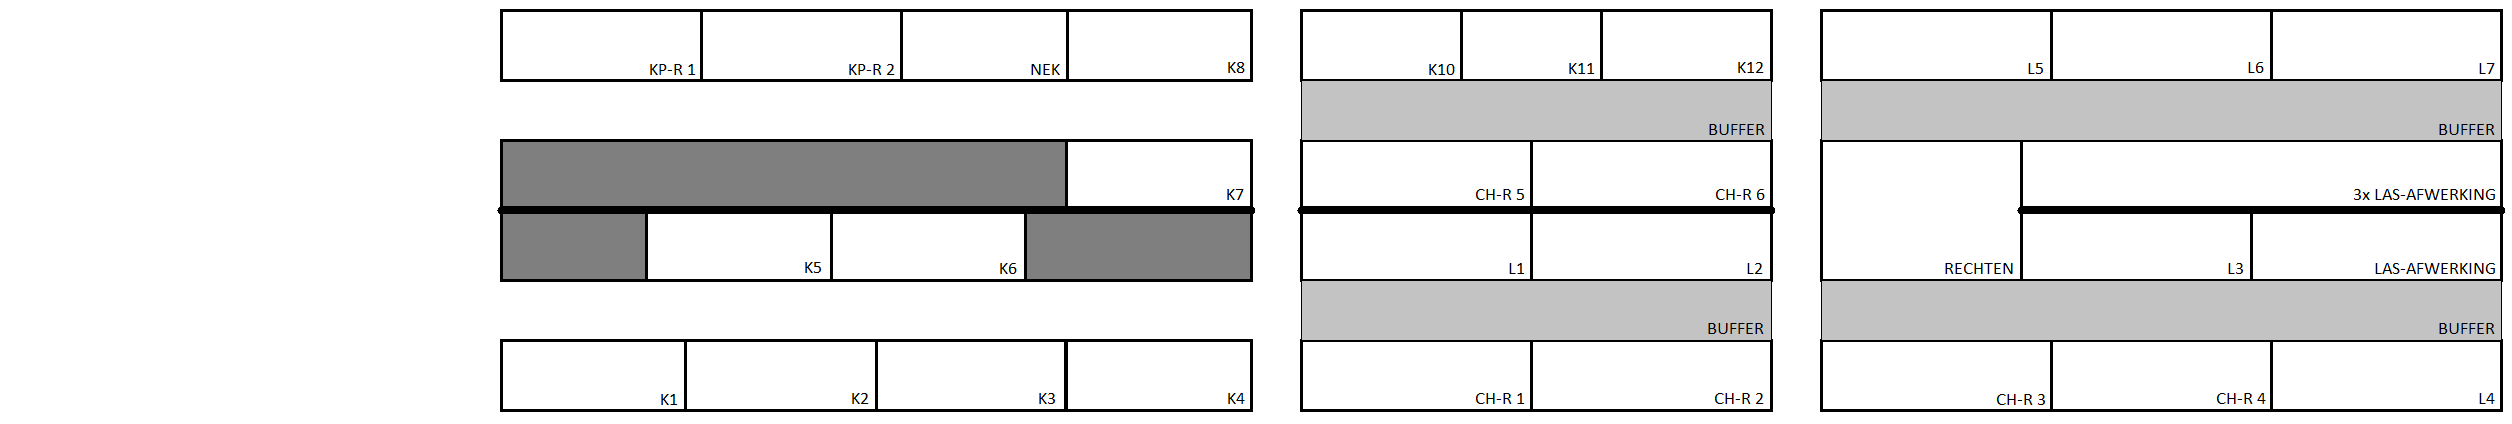 KP-R 1
KP-R 2
NEK
K8
K10
K11
K12
L5
L6
L7
BUFFER
BUFFER
K7
CH-R 5
CH-R 6
3x LAS-AFWERKING
K5
K6
L1
L2
RECHTEN
L3
LAS-AFWERKING
BUFFER
BUFFER
K1
K2
K3
K4
CH-R 1
CH-R 2
CH-R 3
CH-R 4
L4